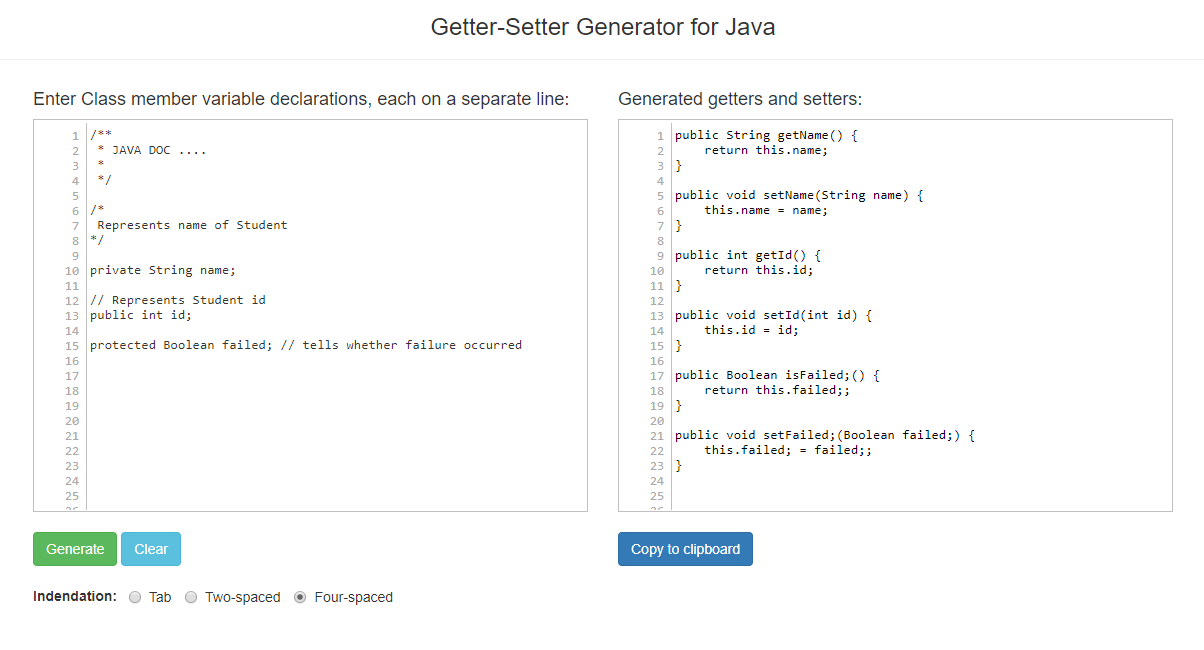 Getter-Setter Generator for Java
Enter Class member variable declarations, each on a separate line:
1 /**
2  * JAVA DOC ....
3  *
4  */
5
6 /*
7  Represents name of Student
8 */
9
10 private String name;
11
12 // Represents Student id
13 public int id;
14
15 protected Boolean failed; // tells whether failure occurred
16
17
18
19
20
21
22
23
24
25
26
Generate Clear
Indentation: Tab Two-spaced Four-spaced
Generated getters and setters:
1 public String getName() {
2     return this.name;
3 }
4
5 public void setName(String name) {
6     this.name = name;
7 }
8
9 public int getId() {
10     return this.id;
11 }
12
13 public void setId(int id) {
14     this.id = id;
15 }
16
17 public Boolean isFailed;() {
18     return this.failed;;
19 }
20
21 public void setFailed;(Boolean failed;) {
22     this.failed; = failed;;
23 }
24
25
26
Copy to clipboard